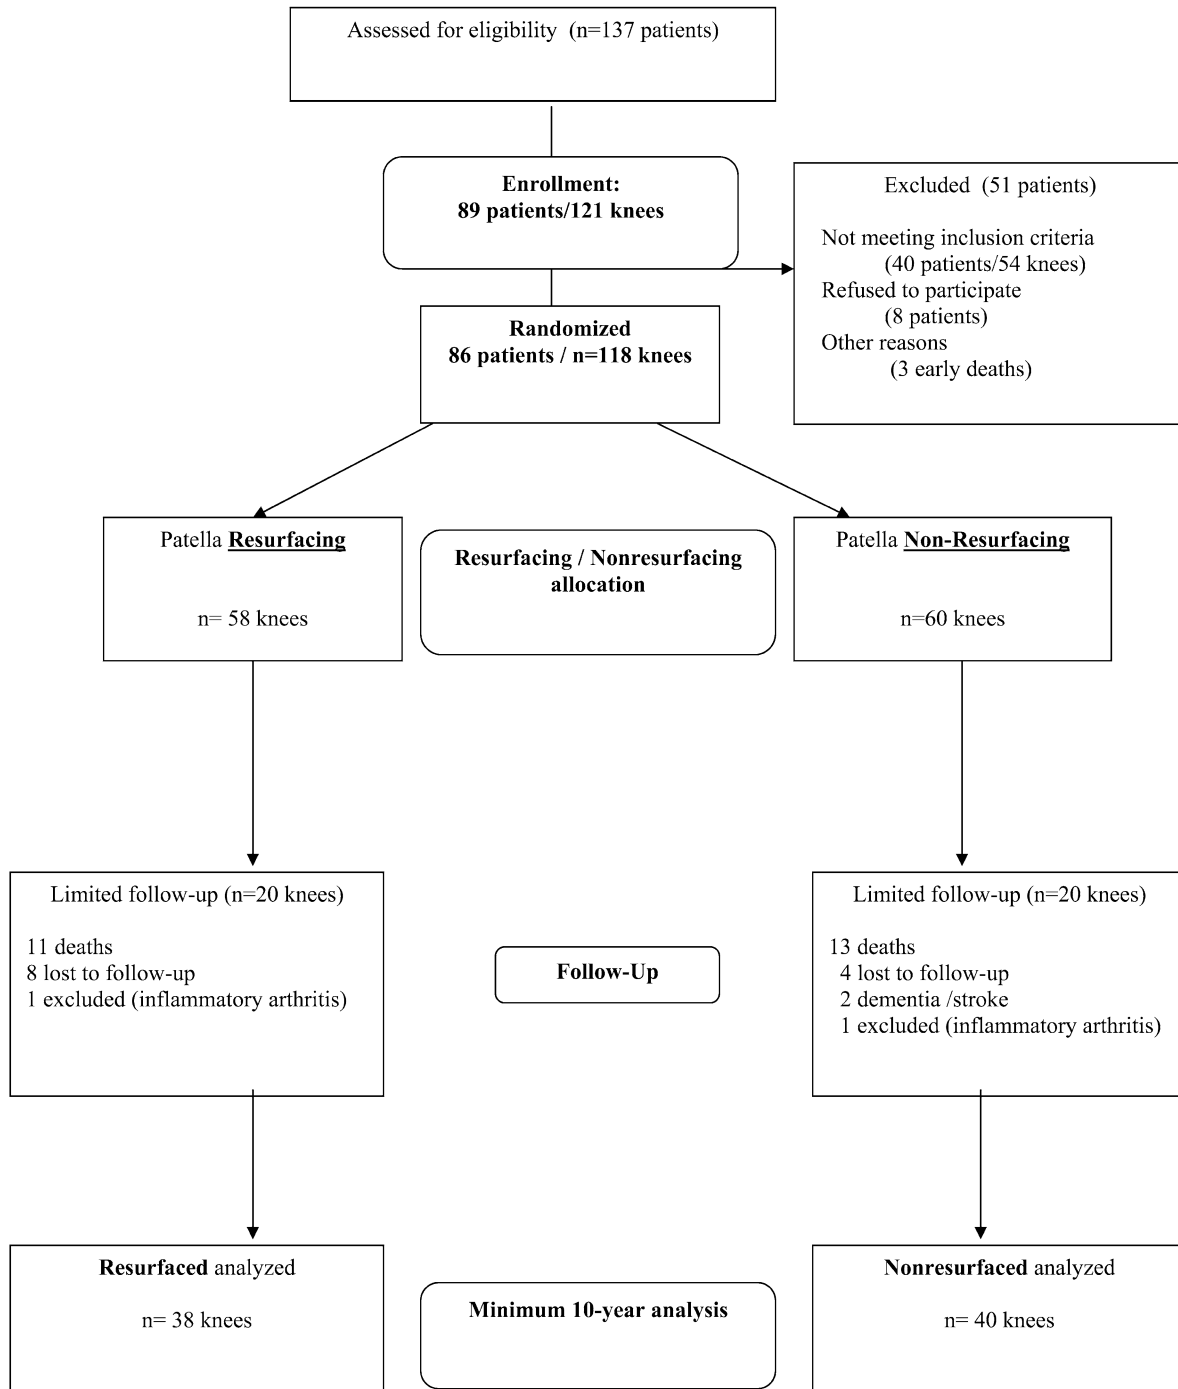 Assessed for eligibility (n=137 patients)
Enrollment:
89 patients/121 knees
Excluded (51 patients)
Not meeting inclusion criteria
(40 patients/54 knees)
Refused to participate
(8 patients)
Other reasons
(3 early deaths)
Randomized
86 patients / n=118 knees
Patella Resurfacing
n= 58 knees
Resurfacing / Nonresurfacing
allocation
Patella Non-Resurfacing
n=60 knees
Limited follow-up (n=20 knees)
11 deaths
8 lost to follow-up
1 excluded (inflammatory arthritis)
Follow-Up
Limited follow-up (n=20 knees)
13 deaths
4 lost to follow-up
2 dementia /stroke
1 excluded (inflammatory arthritis)
Resurfaced analyzed
n= 38 knees
Minimum 10-year analysis
Nonresurfaced analyzed
n= 40 knees